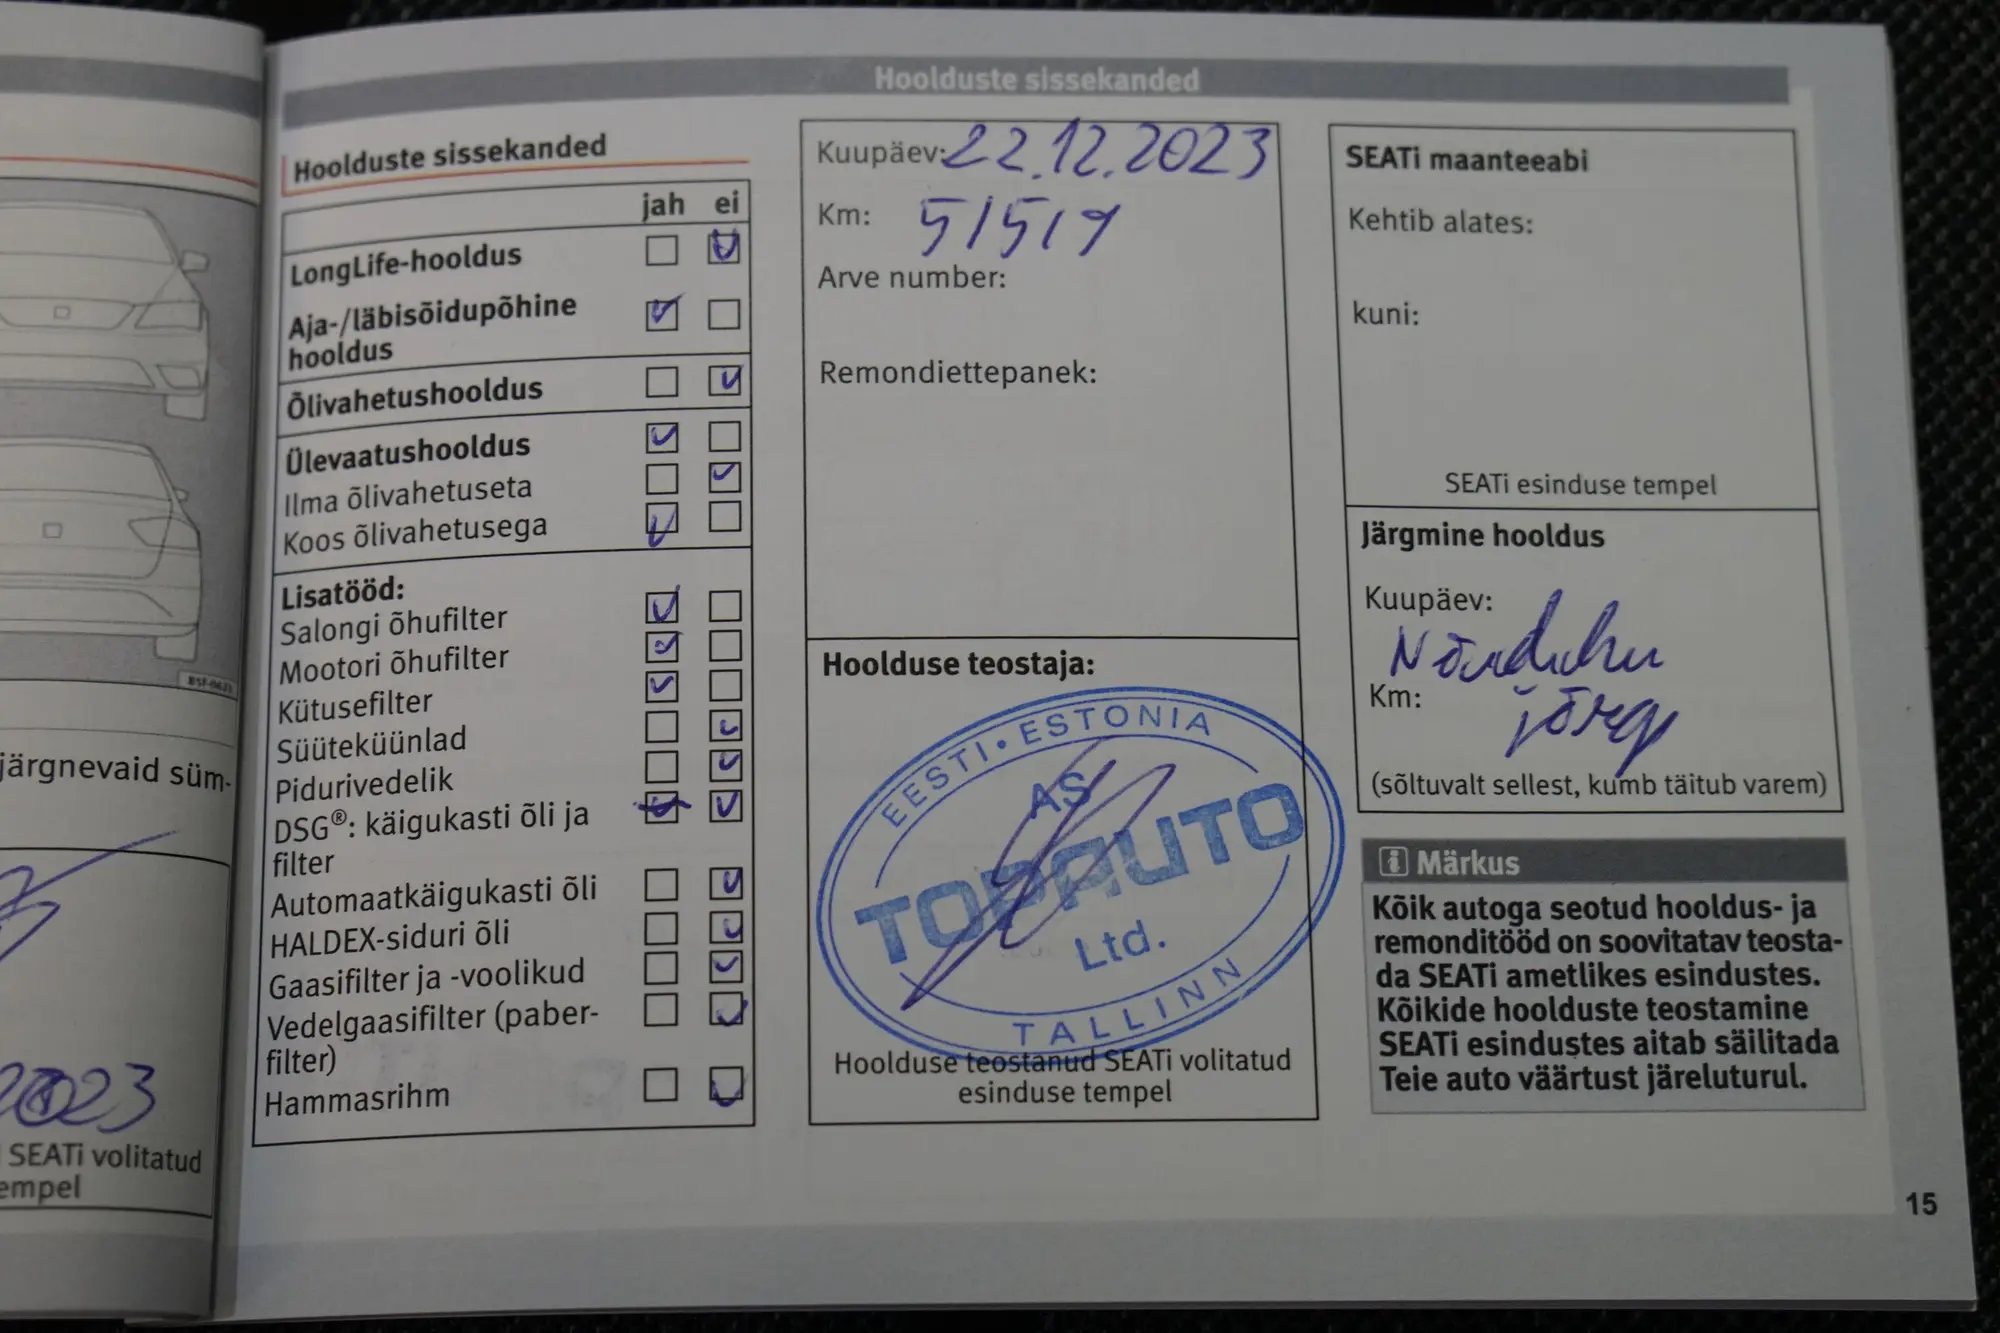 Hoolduste sissekanded
Hoolduste sissekanded
jah ei
LongLife-hooldus
Aja-/läbisõidupõhine
hooldus
Õlivahetushooldus
Ülevaatushooldus
Ilma õlivahetuseta
Koos õlivahetusega
Lisatööd:
Salongi õhufilter
Mootori õhufilter
Kütusefilter
Süüteküünlad
Pidurivedelik
DSG®: käigukasti õli ja
filter
Automaatkäigukasti õli
HALDEX-siduri õli
Gaasifilter ja -voolikud
Vedelgaasifilter (paber-
filter)
Hammasrihm
Kuupäev: 22.12.2023
Km: 51519
Arve number:
Remondiettepanek:
Hoolduse teostaja:
EESTI • ESTONIA
AS
TOPAUTO
Ltd.
TALLINN
Hoolduse teostanud SEATi volitatud
esinduse tempel
SEATi maanteeabi
Kehtib alates:
kuni:
SEATi esinduse tempel
Järgmine hooldus
Kuupäev:
Nõuduhu
Km: järgi
(sõltuvalt sellest, kumb täitub varem)
Märkus
Kõik autoga seotud hooldus- ja
remonditööd on soovitatav teosta-
da SEATi ametlikes esindustes.
Kõikide hoolduste teostamine
SEATi esindustes aitab säilitada
Teie auto väärtust järeluturul.
15
järgnevaid süm-
2023
SEATi volitatud
empel